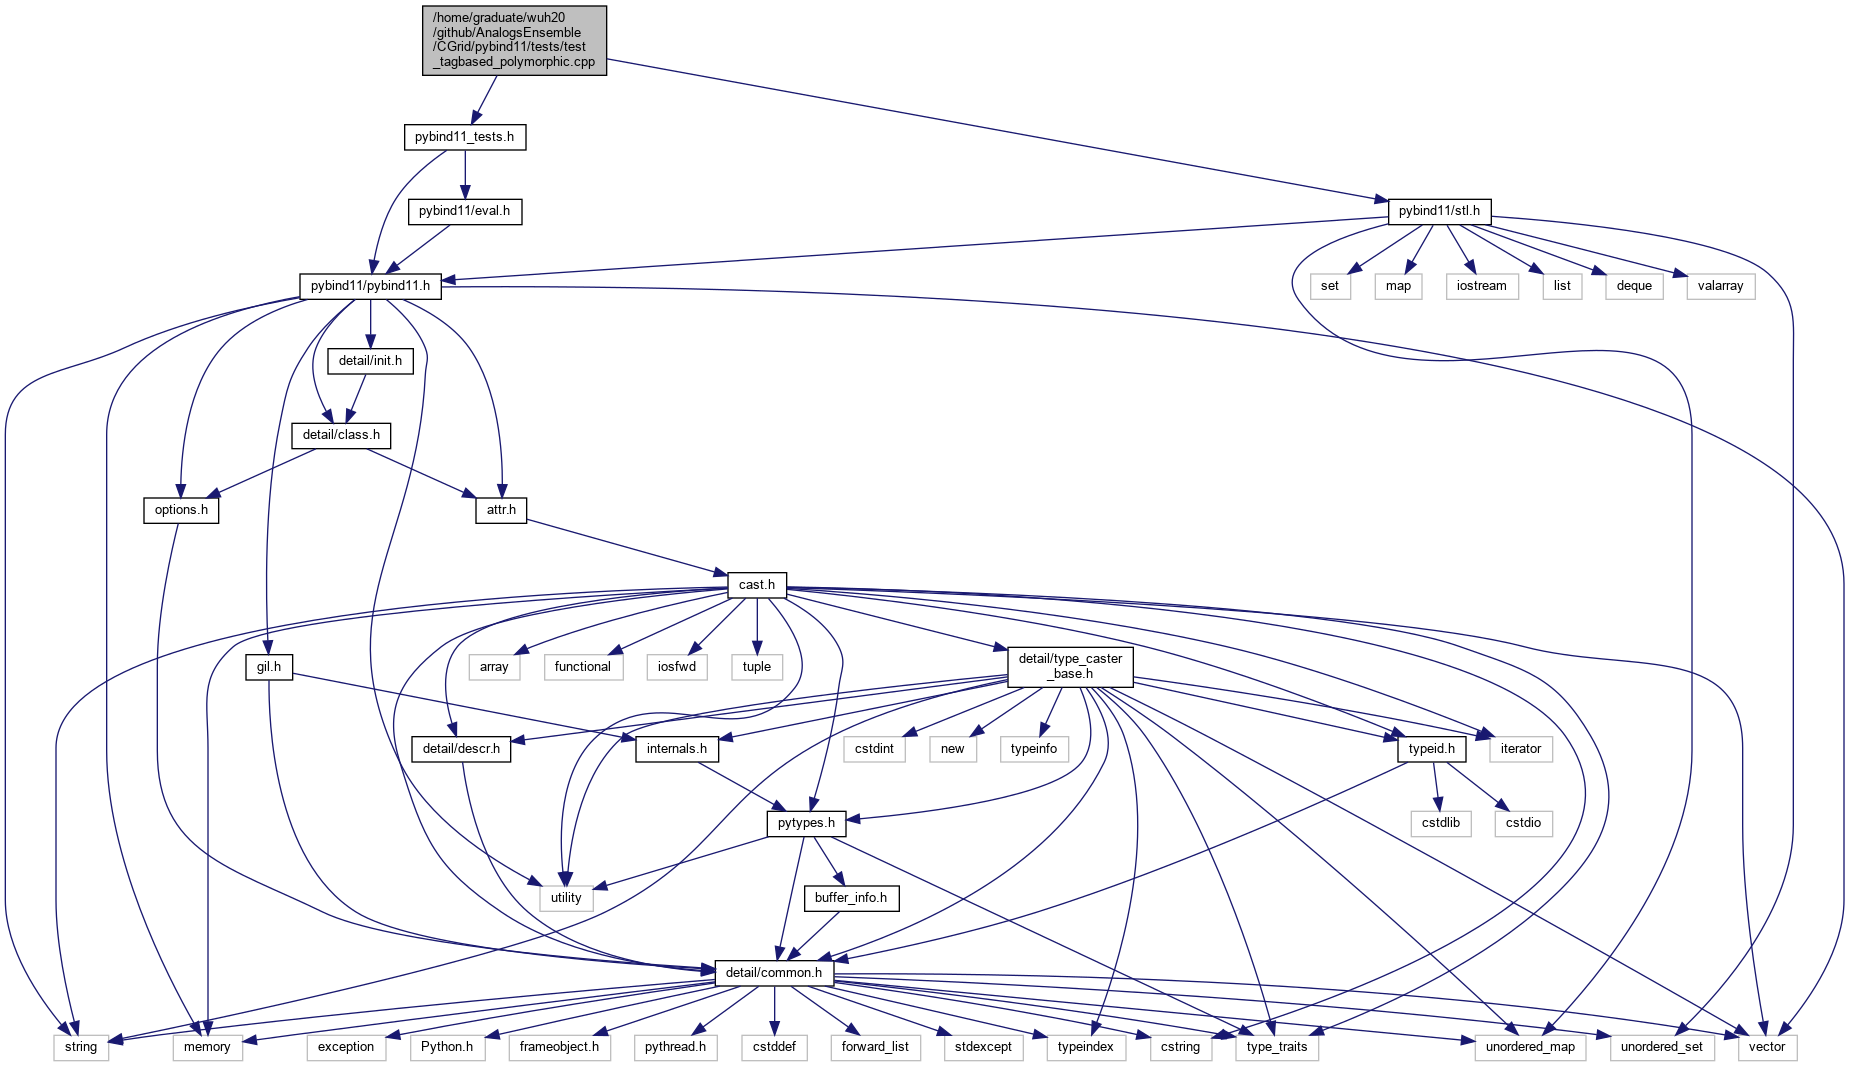 /home/graduate/wuh20
/github/AnalogsEnsemble
/CGrid/pybind11/tests/test
_tagbased_polymorphic.cpp
pybind11_tests.h
pybind11/eval.h
pybind11/stl.h
pybind11/pybind11.h
set
map
iostream
list
deque
valarray
detail/init.h
detail/class.h
options.h
attr.h
cast.h
gil.h
array
functional
iosfwd
tuple
detail/type_caster
_base.h
detail/descr.h
internals.h
cstdint
new
typeinfo
typeid.h
iterator
pytypes.h
cstdlib
cstdio
utility
buffer_info.h
detail/common.h
string
memory
exception
Python.h
frameobject.h
pythread.h
cstddef
forward_list
stdexcept
typeindex
cstring
type_traits
unordered_map
unordered_set
vector